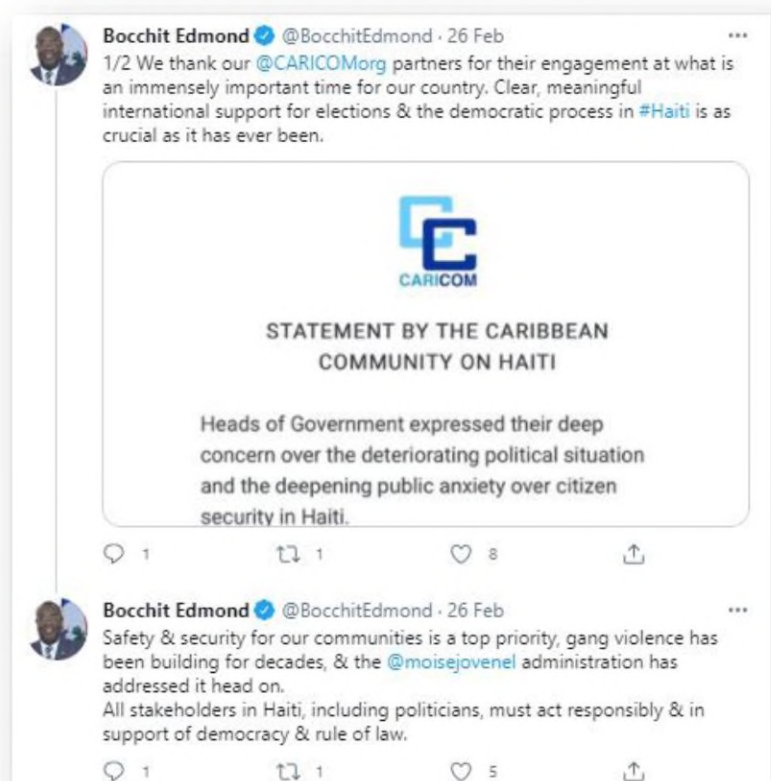 Bocchit Edmond @BocchitEdmond · 26 Feb
1/2 We thank our @CARICOMorg partners for their engagement at what is
an immensely important time for our country. Clear, meaningful
international support for elections & the democratic process in #Haiti is as
crucial as it has ever been.
CARICOM
STATEMENT BY THE CARIBBEAN
COMMUNITY ON HAITI
Heads of Government expressed their deep
concern over the deteriorating political situation
and the deepening public anxiety over citizen
security in Haiti.
1 1 8
Bocchit Edmond @BocchitEdmond · 26 Feb
Safety & security for our communities is a top priority, gang violence has
been building for decades, & the @moisejovenel administration has
addressed it head on.
All stakeholders in Haiti, including politicians, must act responsibly & in
support of democracy & rule of law.
1 1 5